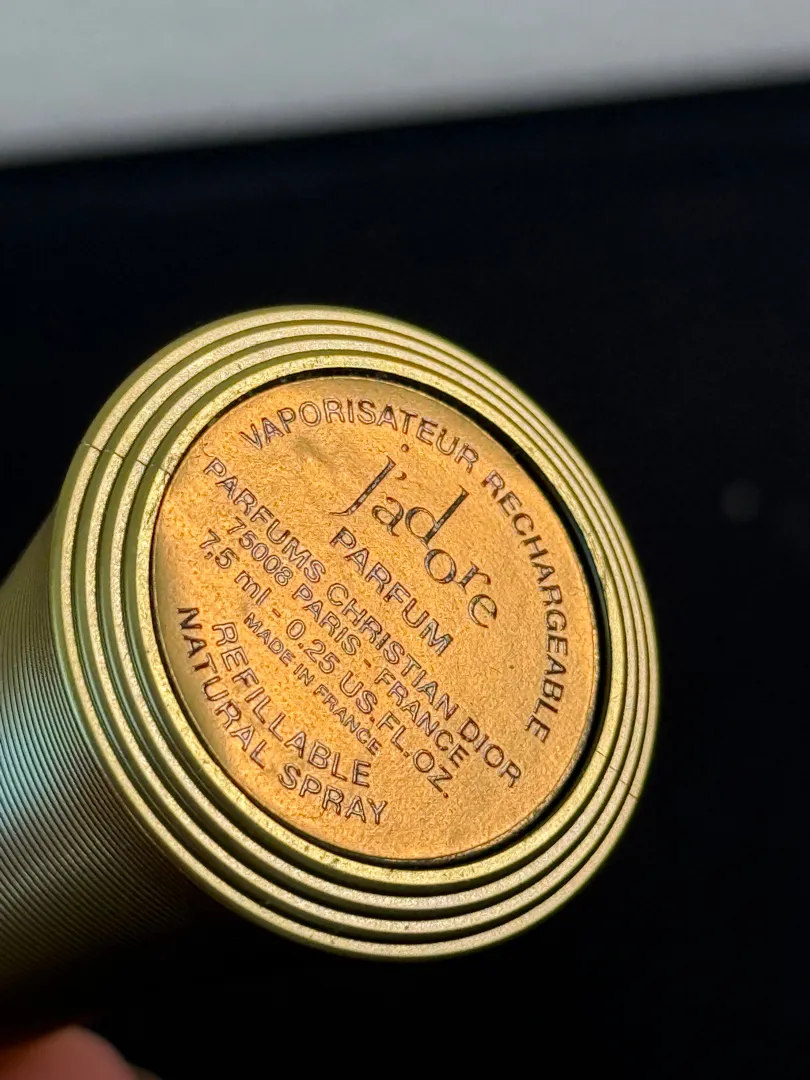 VAPORISATEUR RECHARGEABLE
j'adore
PARFUM
PARFUMS CHRISTIAN DIOR
75008 PARIS - FRANCE
7,5 ml - 0.25 US.FL.OZ.
MADE IN FRANCE
REFILLABLE
NATURAL SPRAY